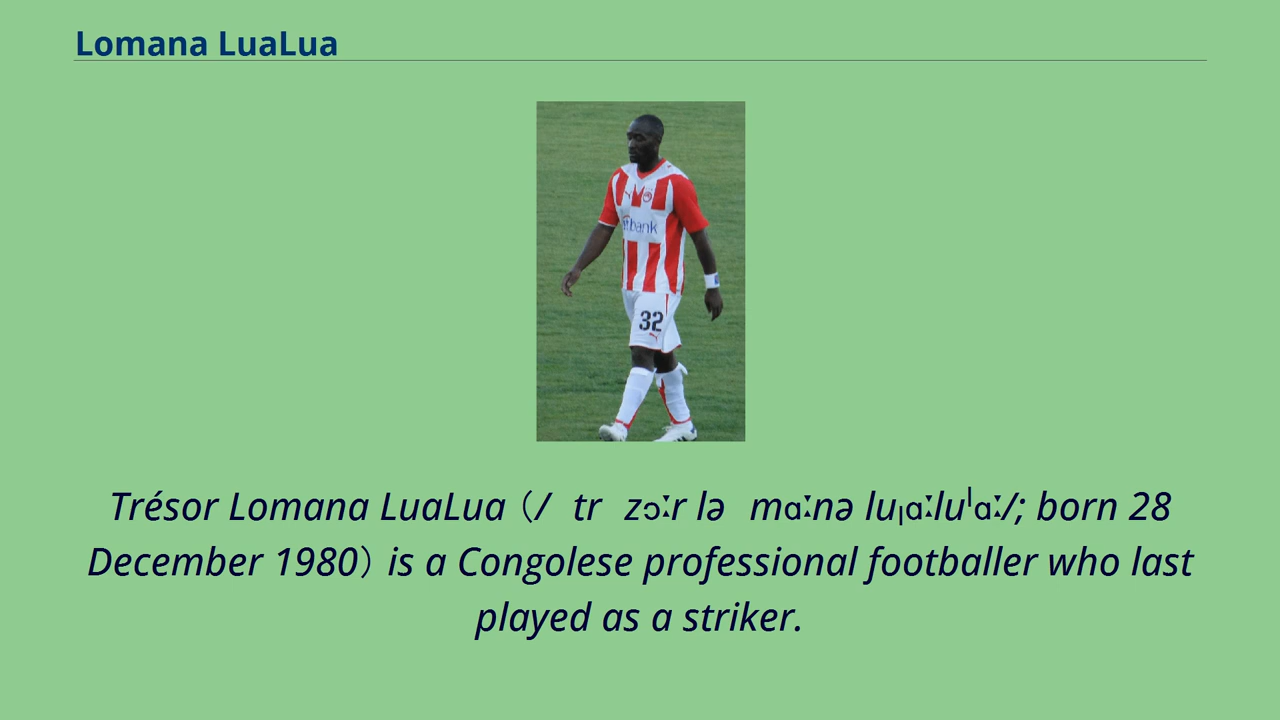 Lomana LuaLua
tbank
32
Trésor Lomana LuaLua (/ tr zɔːr lə mɑːnə luˌɑːluˈɑː/; born 28
December 1980) is a Congolese professional footballer who last
played as a striker.